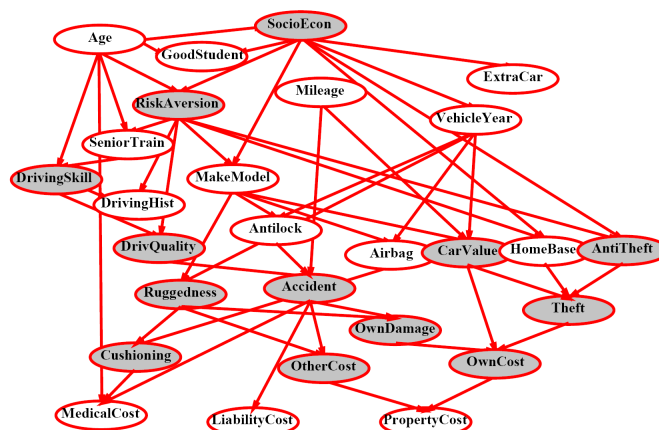 SocioEcon
Age
GoodStudent
ExtraCar
Mileage
RiskAversion
VehicleYear
SeniorTrain
DrivingSkill
MakeModel
DrivingHist
Antilock
DrivQuality
Airbag
CarValue
HomeBase
AntiTheft
Ruggedness
Accident
Theft
OwnDamage
Cushioning
OtherCost
OwnCost
MedicalCost
LiabilityCost
PropertyCost